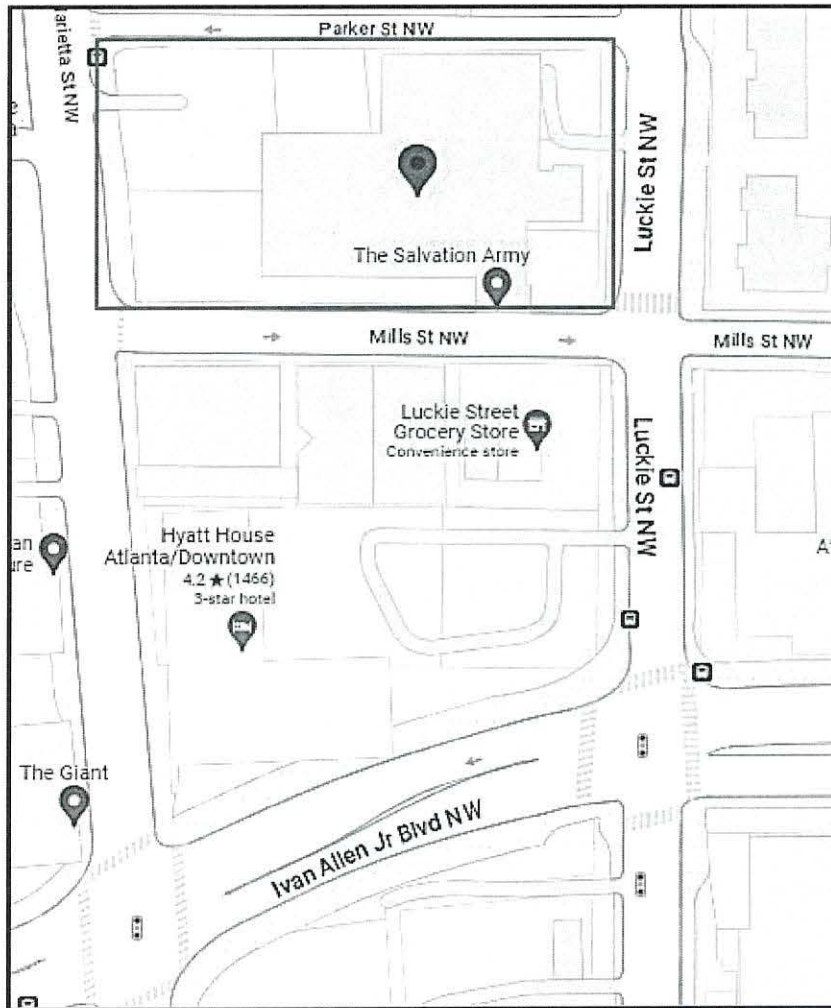 Parker St NW
arietta St NW
Luckie St NW
The Salvation Army
Mills St NW
Mills St NW
Luckie Street
Grocery Store
Convenience store
Luckie St NW
Hyatt House
Atlanta/Downtown
4.2 ★ (1466)
3-star hotel
an
ure
The Giant
Ivan Allen Jr Blvd NW